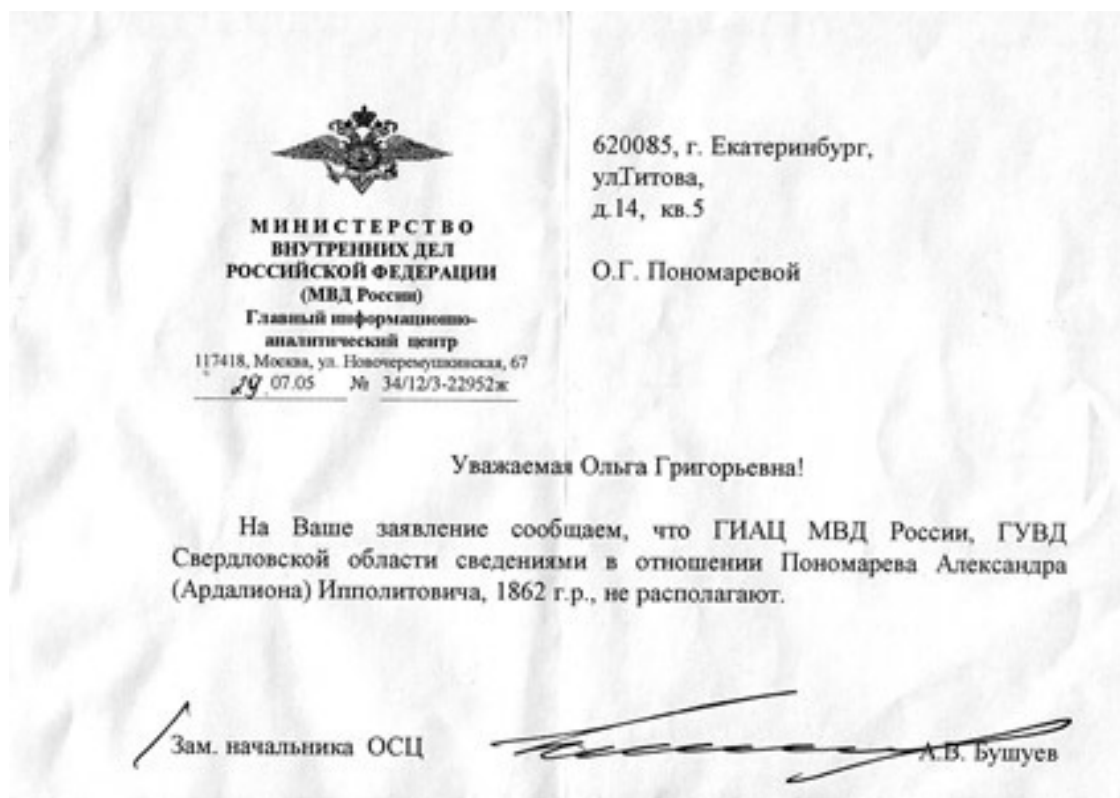 МИНИСТЕРСТВО
ВНУТРЕННИХ ДЕЛ
РОССИЙСКОЙ ФЕДЕРАЦИИ
(МВД России)
Главный информационно-
аналитический центр
117418, Москва, ул. Новочеремушкинская, 67
29.07.05 № 34/12/3-22952ж
620085, г. Екатеринбург,
ул.Титова,
д.14, кв.5
О.Г. Пономаревой
Уважаемая Ольга Григорьевна!
На Ваше заявление сообщаем, что ГИАЦ МВД России, ГУВД
Свердловской области сведениями в отношении Пономарева Александра
(Ардалиона) Ипполитовича, 1862 г.р., не располагают.
Зам. начальника ОСЦ
А.В. Бушуев